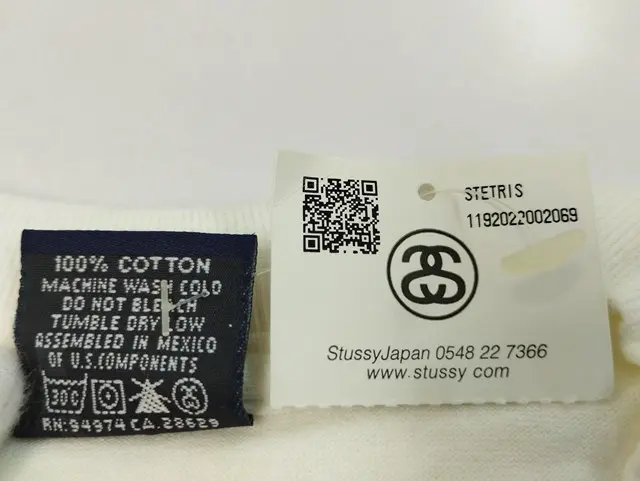 100% COTTON
MACHINE WASH COLD
DO NOT BLEACH
TUMBLE DRY LOW
ASSEMBLED IN MEXICO
OF U.S.COMPONENTS
30C
RN:94974 CA.28629
STETRIS
1192022002069
StussyJapan 0548 22 7366
www.stussy com